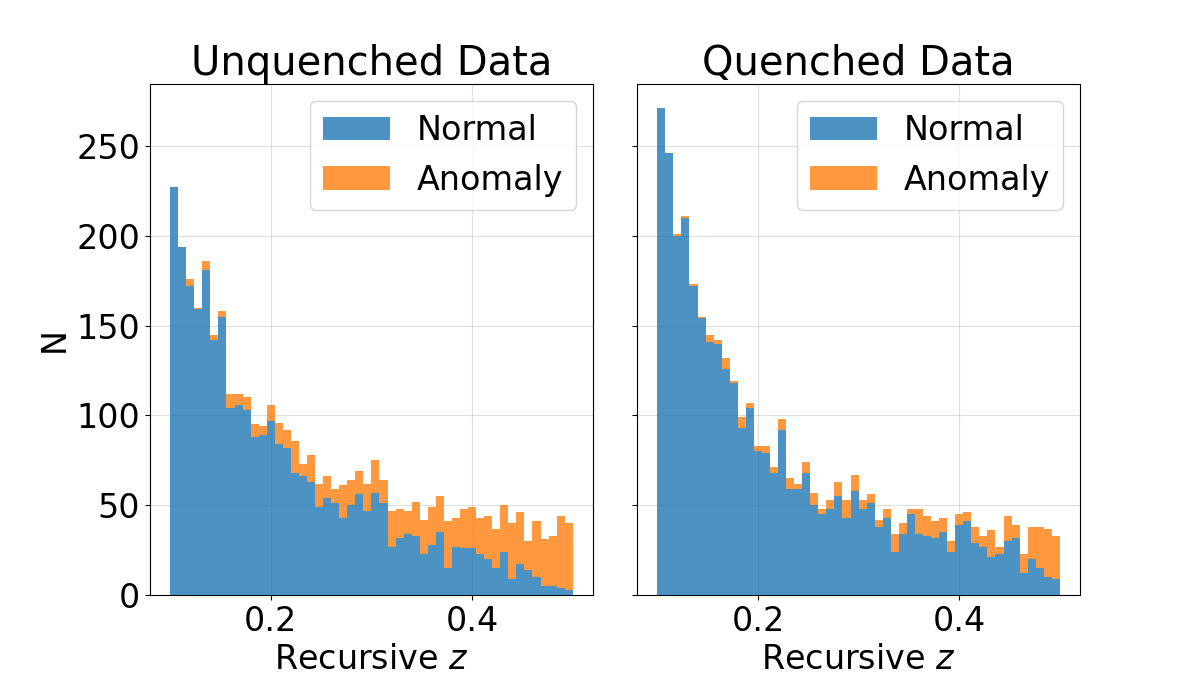 Unquenched Data
Quenched Data
Normal
Anomaly
Normal
Anomaly
250
200
150
100
50
0
N
0.2
0.4
0.2
0.4
Recursive z
Recursive z